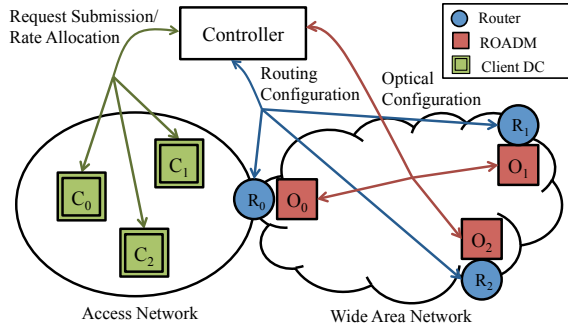 Request Submission/
Rate Allocation
Controller
Router
ROADM
Client DC
Routing
Configuration
Optical
Configuration
R1
O1
C1
C0
R0
O0
C2
O2
R2
Access Network
Wide Area Network